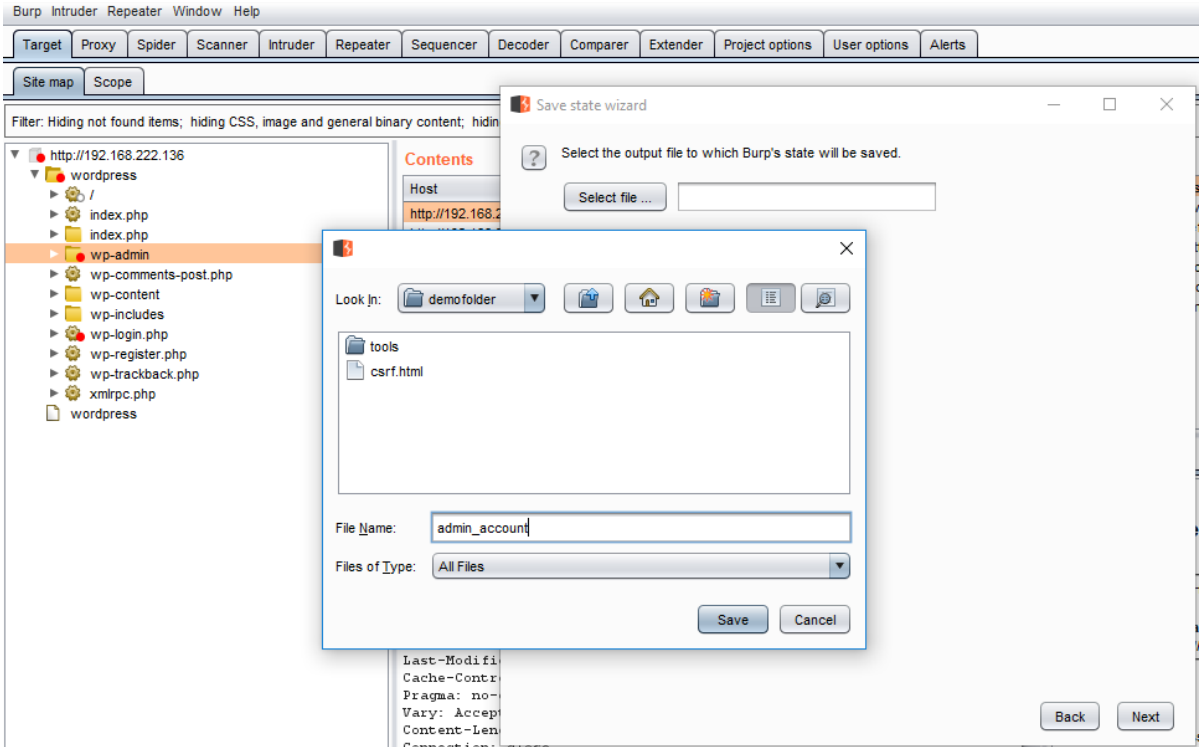 Burp Intruder Repeater Window Help
Target Proxy Spider Scanner Intruder Repeater Sequencer Decoder Comparer Extender Project options User options Alerts
Site map Scope
Filter: Hiding not found items; hiding CSS, image and general binary content; hidin
http://192.168.222.136
wordpress
/
index.php
index.php
wp-admin
wp-comments-post.php
wp-content
wp-includes
wp-login.php
wp-register.php
wp-trackback.php
xmlrpc.php
wordpress
Contents
Host
http://192.168.2
Save state wizard
? Select the output file to which Burp's state will be saved.
Select file ...
Look In: demofolder
tools
csrf.html
File Name: admin_account
Files of Type: All Files
Save Cancel
Last-Modifi
Cache-Contr
Pragma: no-
Vary: Accept
Content-Len
Back Next